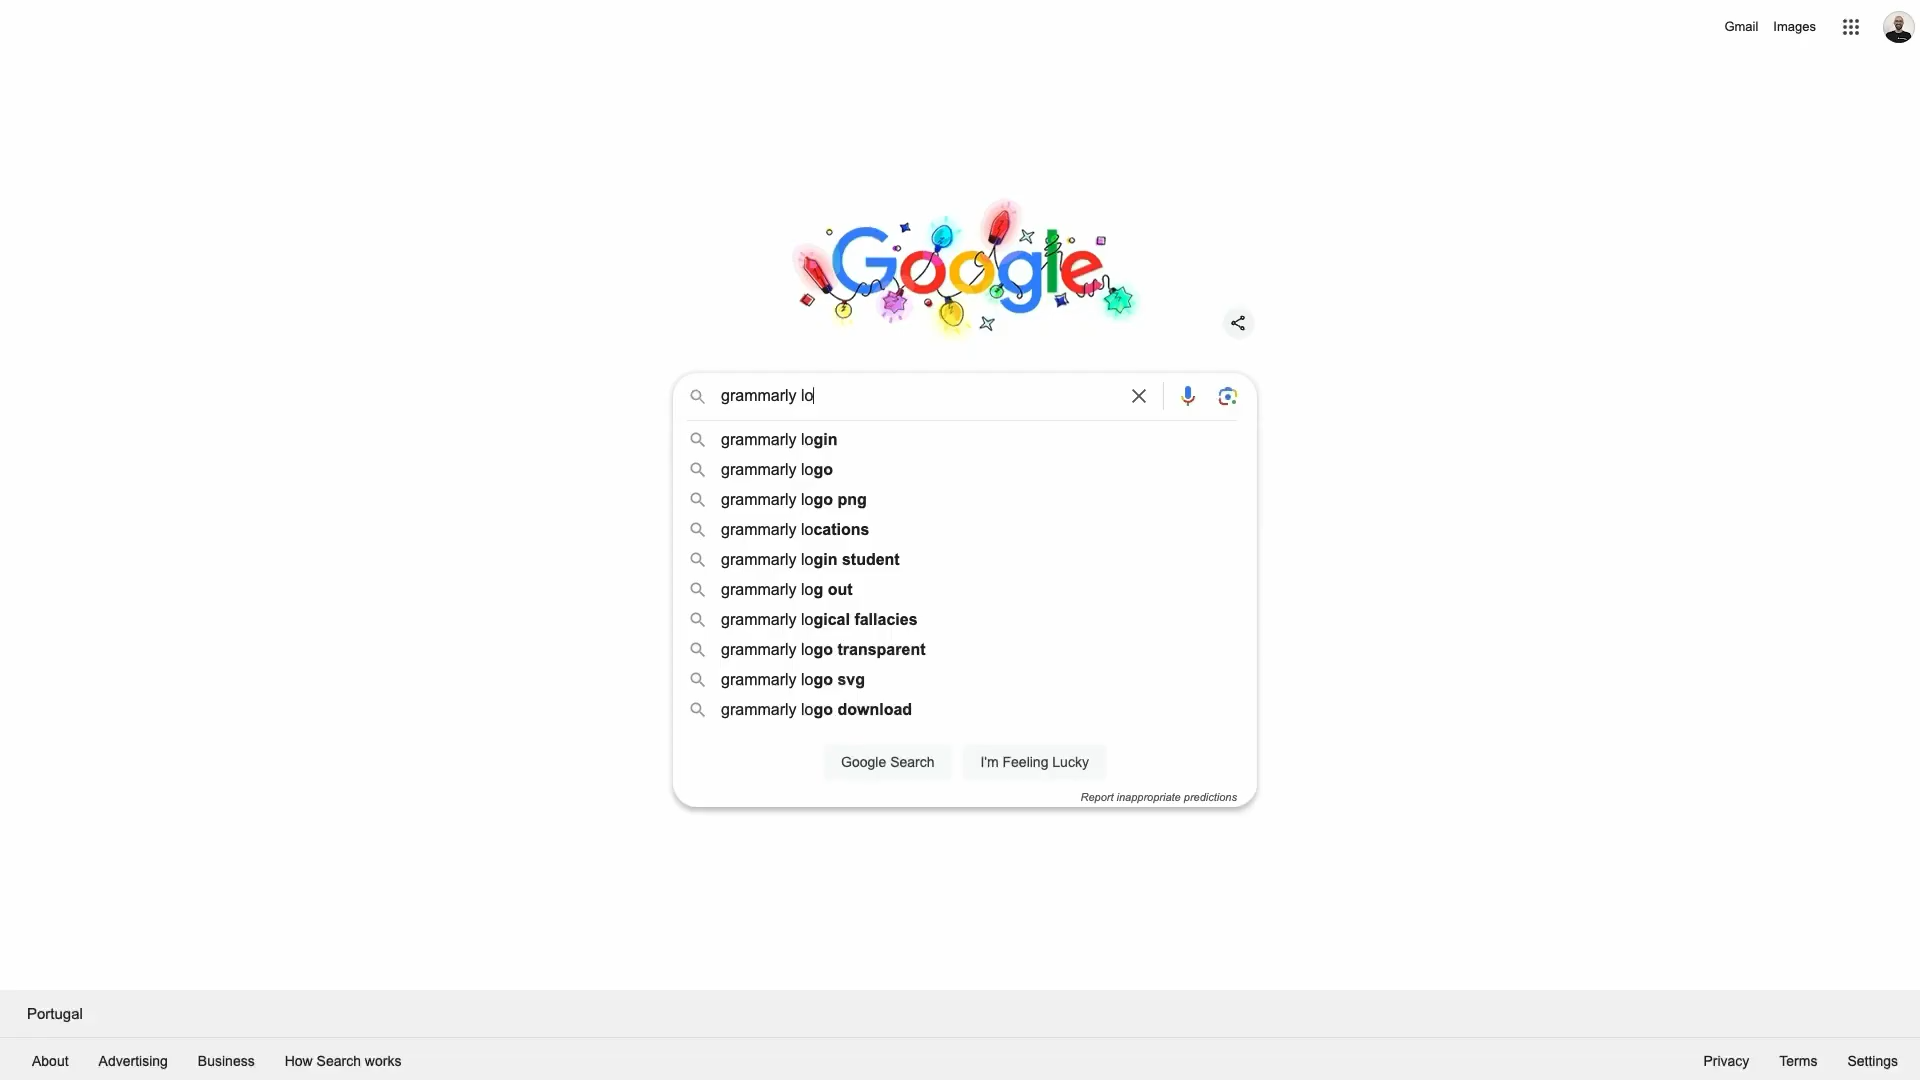 Gmail Images
Google
grammarly lo
grammarly login
grammarly logo
grammarly logo png
grammarly locations
grammarly login student
grammarly log out
grammarly logical fallacies
grammarly logo transparent
grammarly logo svg
grammarly logo download
Google Search I'm Feeling Lucky
Report inappropriate predictions
Portugal
About Advertising Business How Search works Privacy Terms Settings